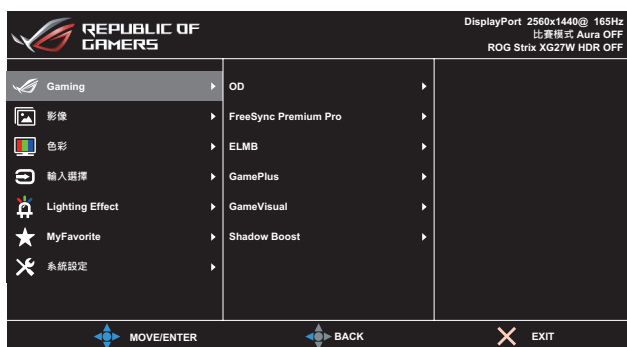 REPUBLIC OF
GAMERS
DisplayPort 2560x1440@ 165Hz
比賽模式 Aura OFF
ROG Strix XG27W HDR OFF
Gaming
影像
色彩
輸入選擇
Lighting Effect
MyFavorite
系統設定
OD
FreeSync Premium Pro
ELMB
GamePlus
GameVisual
Shadow Boost
MOVE/ENTER
BACK
EXIT